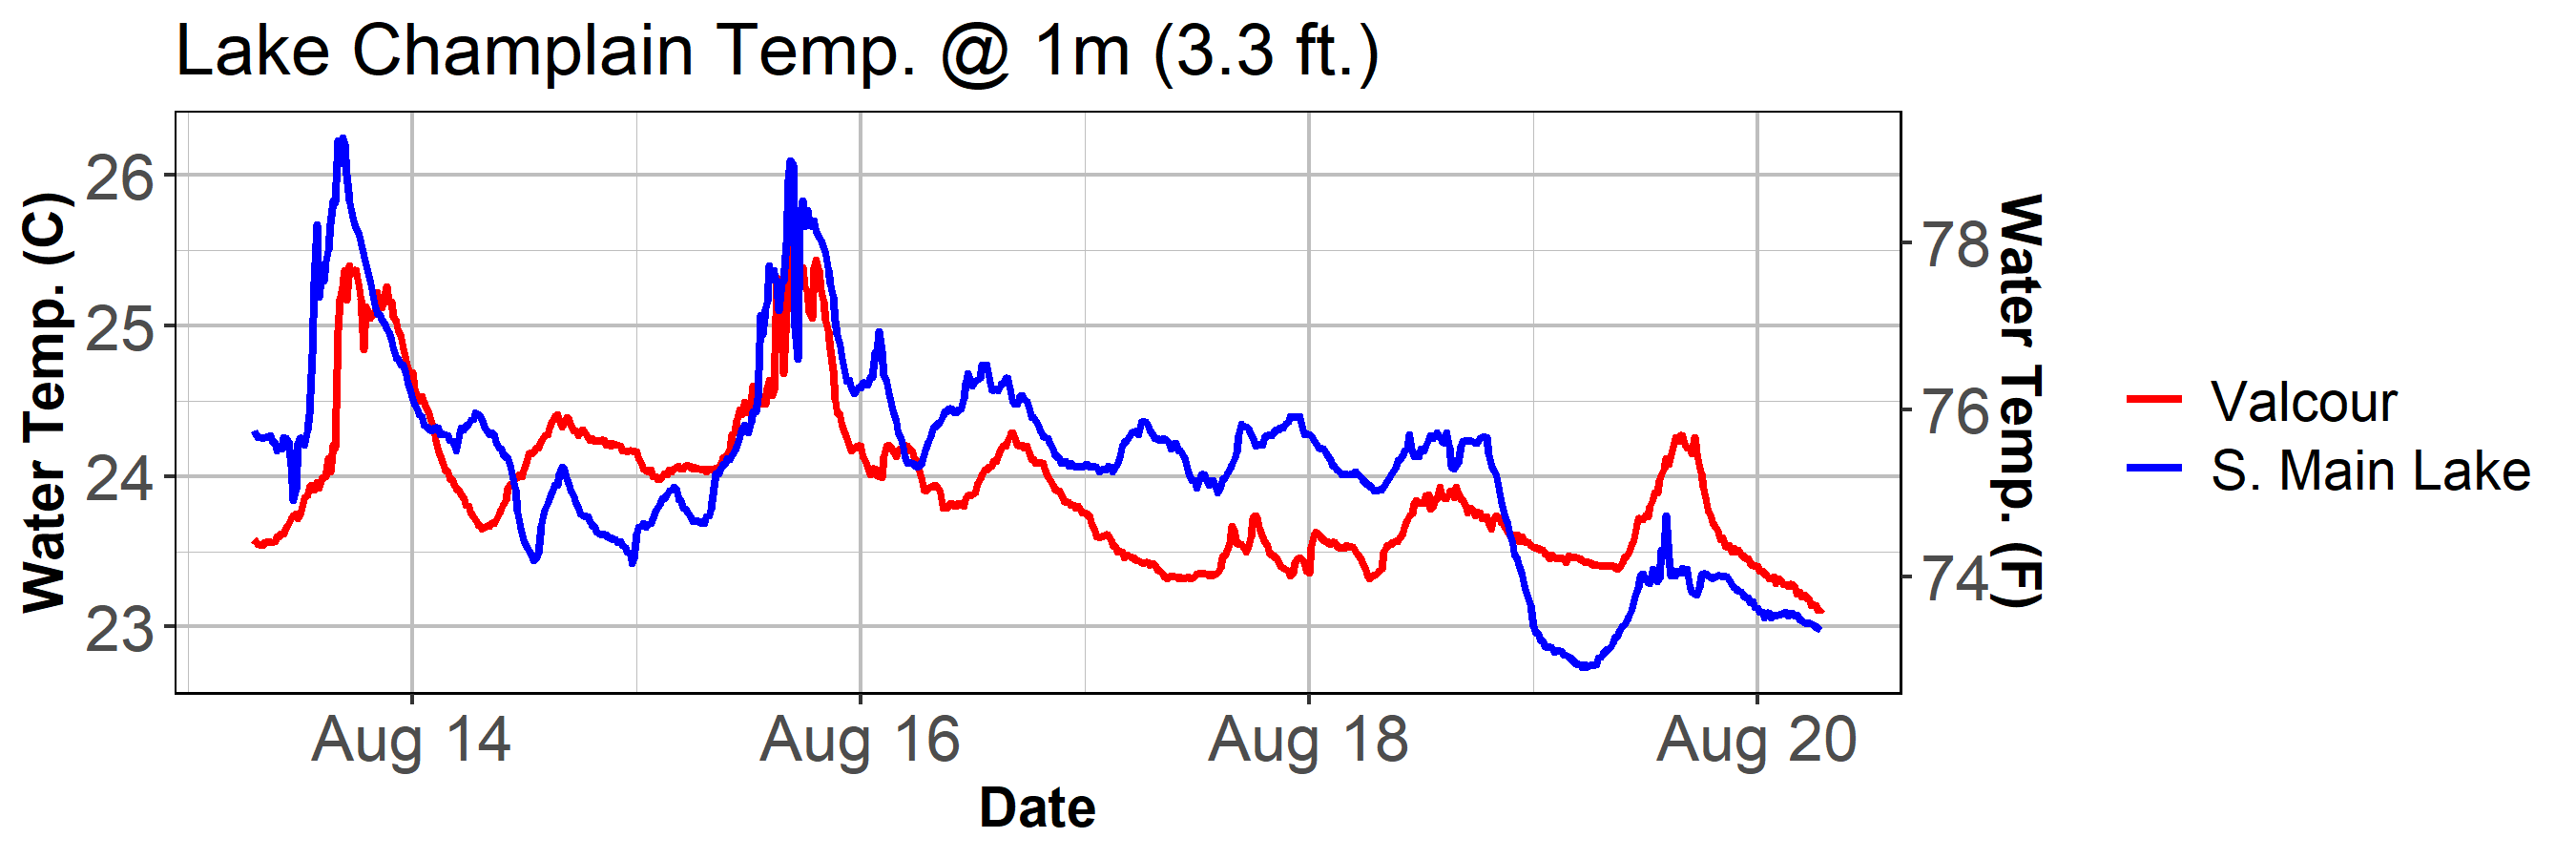 Lake Champlain Temp. @ 1m (3.3 ft.)
Water Temp. (C)
26
25
24
23
78
76
74
Water Temp. (F)
Aug 14
Aug 16
Aug 18
Aug 20
Date
Valcour
S. Main Lake